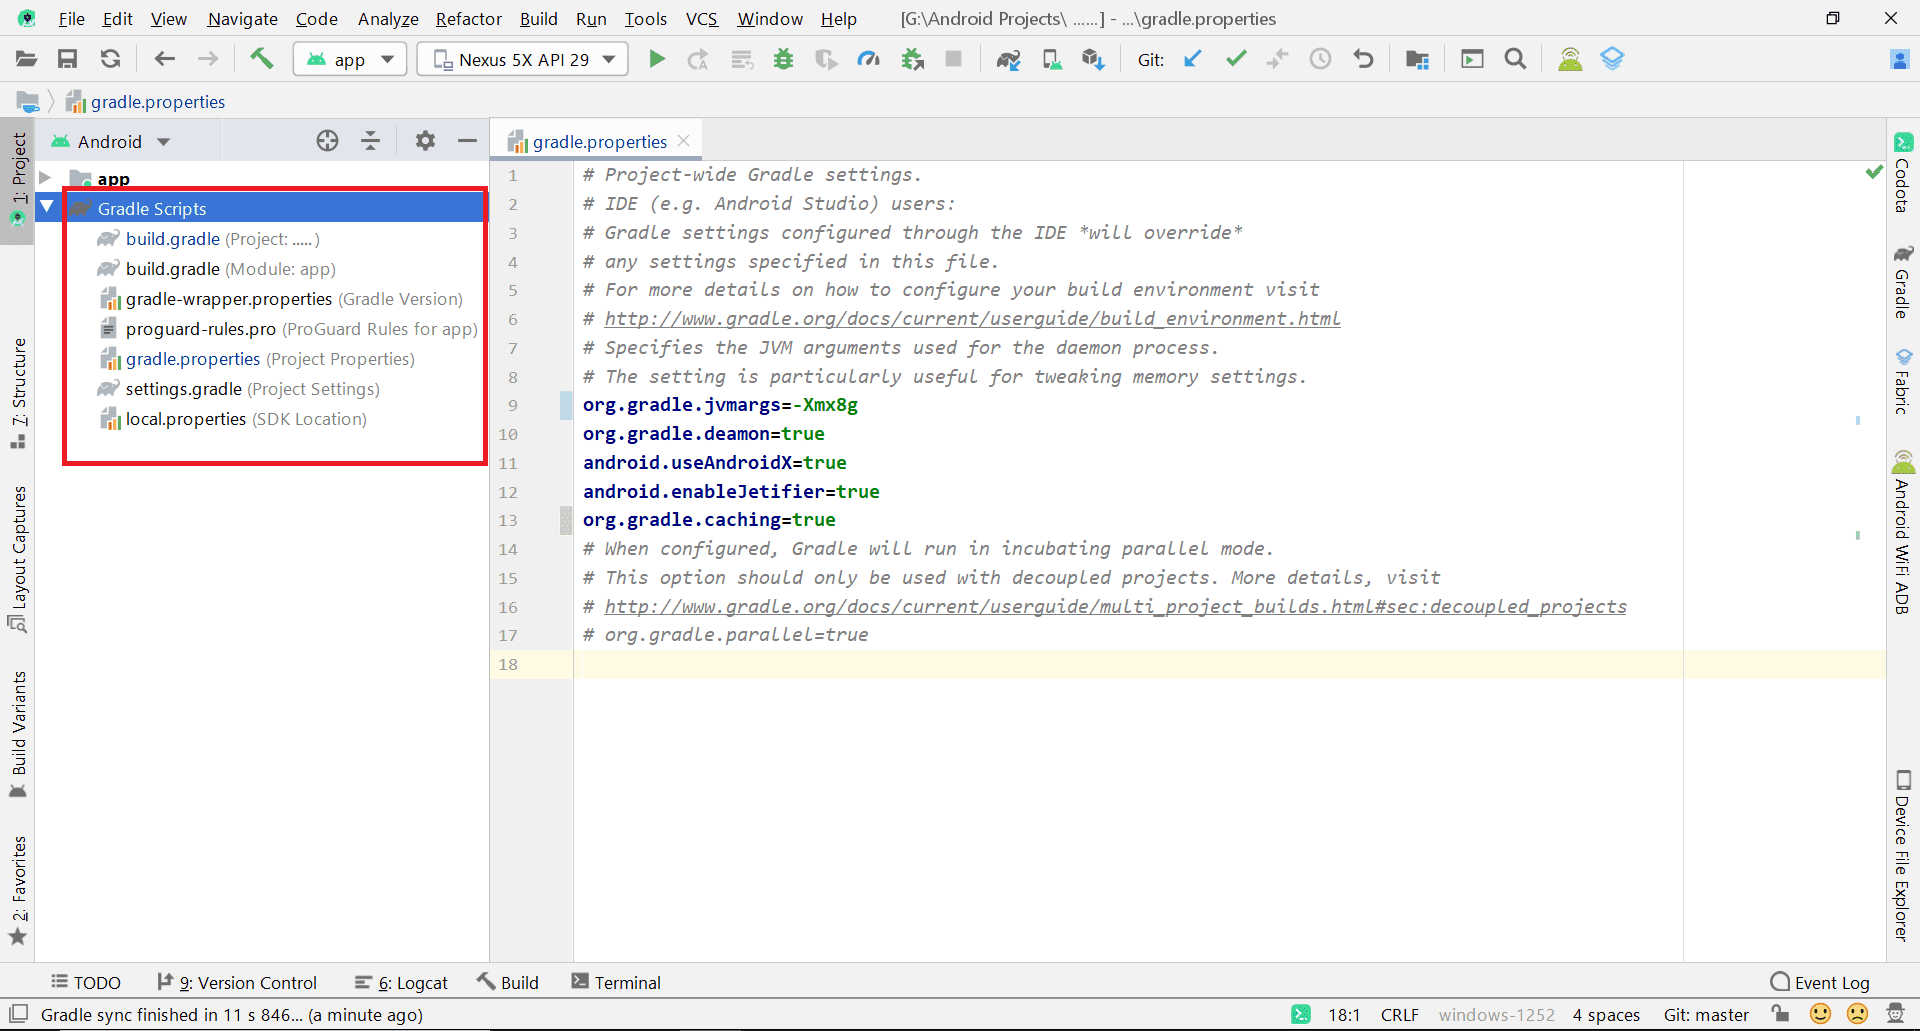 File Edit View Navigate Code Analyze Refactor Build Run Tools VCS Window Help [G:\Android Projects\ ......] - ...\gradle.properties
app Nexus 5X API 29 Git:
gradle.properties
Android
gradle.properties
app
Gradle Scripts
build.gradle (Project: ..... )
build.gradle (Module: app)
gradle-wrapper.properties (Gradle Version)
proguard-rules.pro (ProGuard Rules for app)
gradle.properties (Project Properties)
settings.gradle (Project Settings)
local.properties (SDK Location)
1 # Project-wide Gradle settings.
2 # IDE (e.g. Android Studio) users:
3 # Gradle settings configured through the IDE *will override*
4 # any settings specified in this file.
5 # For more details on how to configure your build environment visit
6 # http://www.gradle.org/docs/current/userguide/build_environment.html
7 # Specifies the JVM arguments used for the daemon process.
8 # The setting is particularly useful for tweaking memory settings.
9 org.gradle.jvmargs=-Xmx8g
10 org.gradle.deamon=true
11 android.useAndroidX=true
12 android.enableJetifier=true
13 org.gradle.caching=true
14 # When configured, Gradle will run in incubating parallel mode.
15 # This option should only be used with decoupled projects. More details, visit
16 # http://www.gradle.org/docs/current/userguide/multi_project_builds.html#sec:decoupled_projects
17 # org.gradle.parallel=true
18
1: Project
7: Structure
Layout Captures
Build Variants
2: Favorites
Codota
Gradle
Fabric
Android WiFi ADB
Device File Explorer
TODO 9: Version Control 6: Logcat Build Terminal Event Log
Gradle sync finished in 11 s 846... (a minute ago) 18:1 CRLF windows-1252 4 spaces Git: master